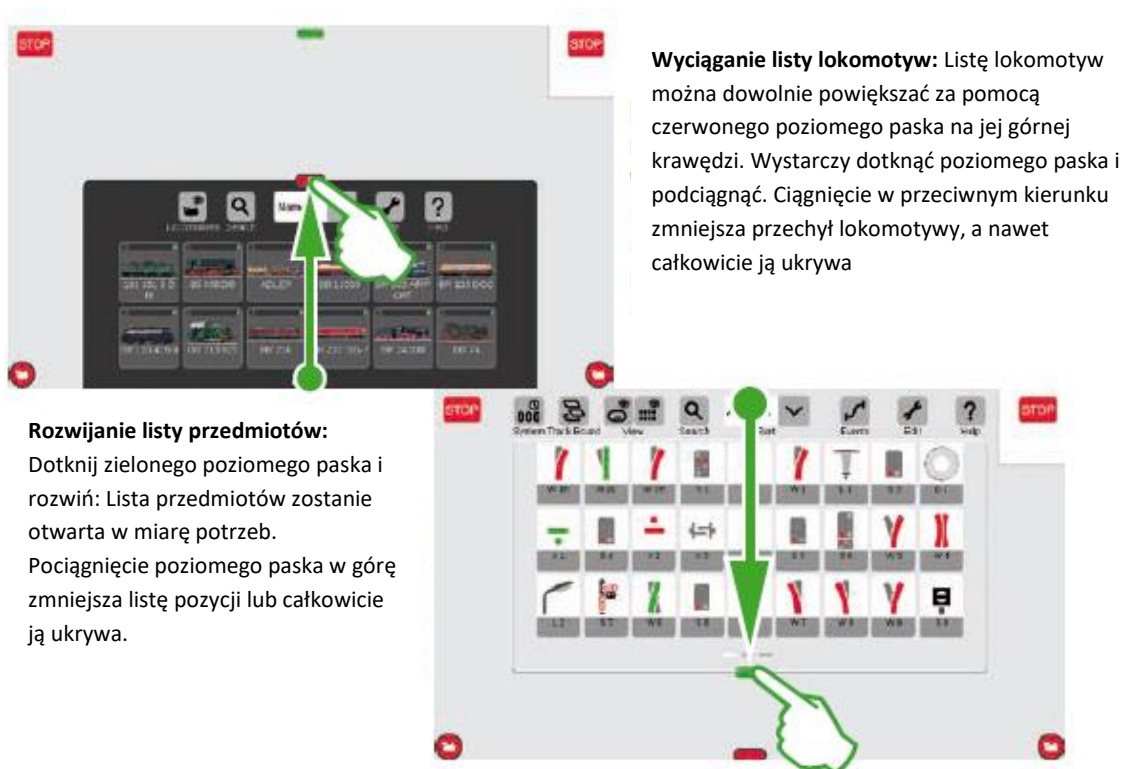 STOP
STOP
Wyciąganie listy lokomotyw: Listę lokomotyw
można dowolnie powiększać za pomocą
czerwonego poziomego paska na jej górnej
krawędzi. Wystarczy dotknąć poziomego paska i
podciągnąć. Ciągnięcie w przeciwnym kierunku
zmniejsza przechył lokomotywy, a nawet
całkowicie ją ukrywa
Search
?
ADLER
Rozwijanie listy przedmiotów:
Dotknij zielonego poziomego paska i
rozwiń: Lista przedmiotów zostanie
otwarta w miarę potrzeb.
Pociągnięcie poziomego paska w górę
zmniejsza listę pozycji lub całkowicie
ją ukrywa.
STOP
STOP
?
System Track Board View Search Sort Events Edit Help